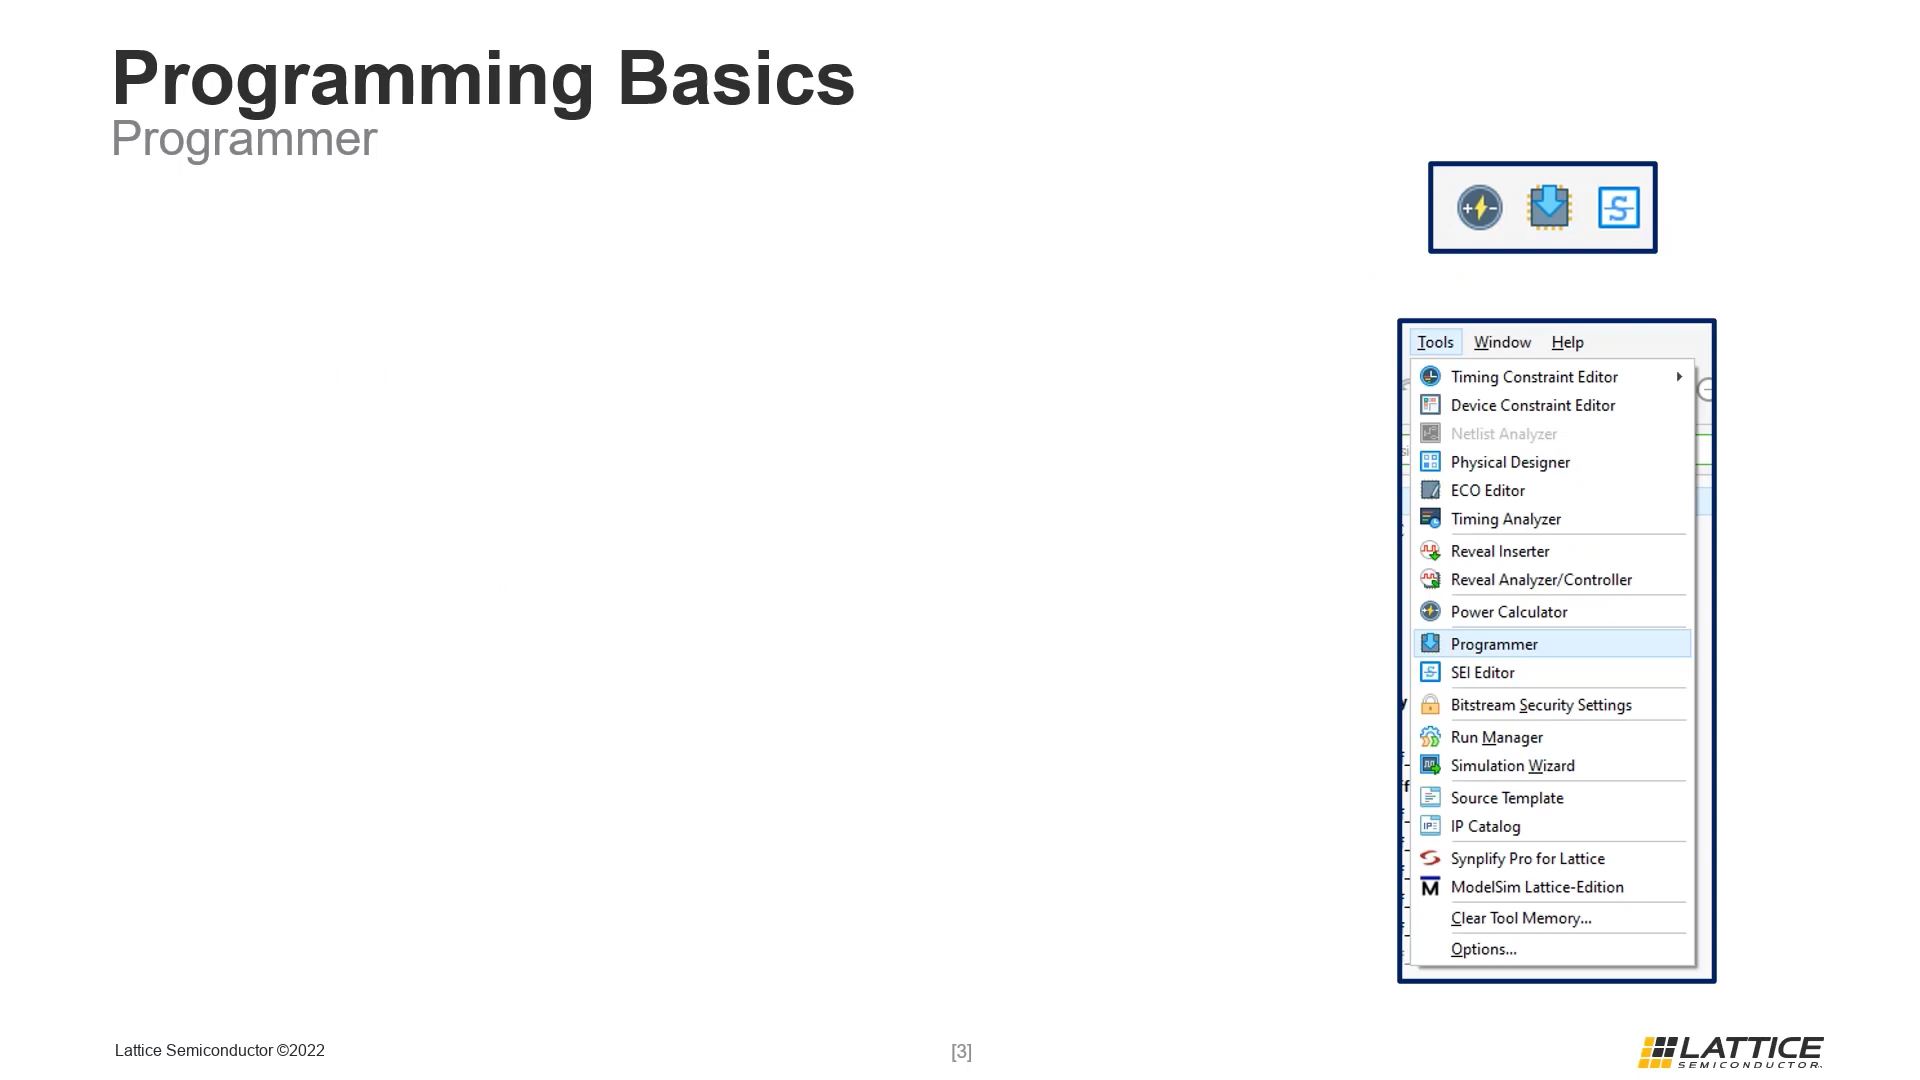 Programming Basics
Programmer
Tools Window Help
Timing Constraint Editor
Device Constraint Editor
Netlist Analyzer
Physical Designer
ECO Editor
Timing Analyzer
Reveal Inserter
Reveal Analyzer/Controller
Power Calculator
Programmer
SEI Editor
Bitstream Security Settings
Run Manager
Simulation Wizard
Source Template
IP Catalog
Synplify Pro for Lattice
ModelSim Lattice-Edition
Clear Tool Memory...
Options...
Lattice Semiconductor ©2022
[3]
LATTICE
SEMICONDUCTOR